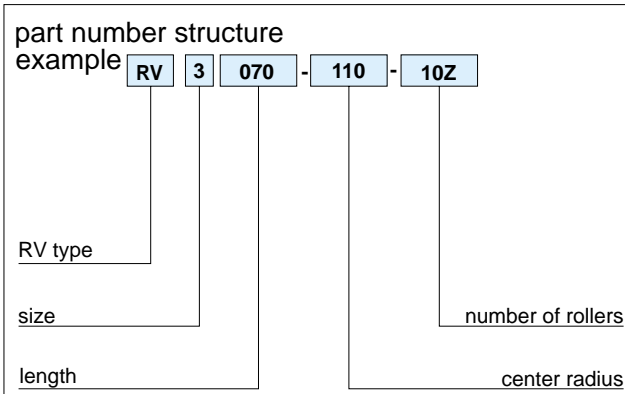 part number structure
example RV 3 070 - 110 - 10Z
RV type
size number of rollers
length center radius